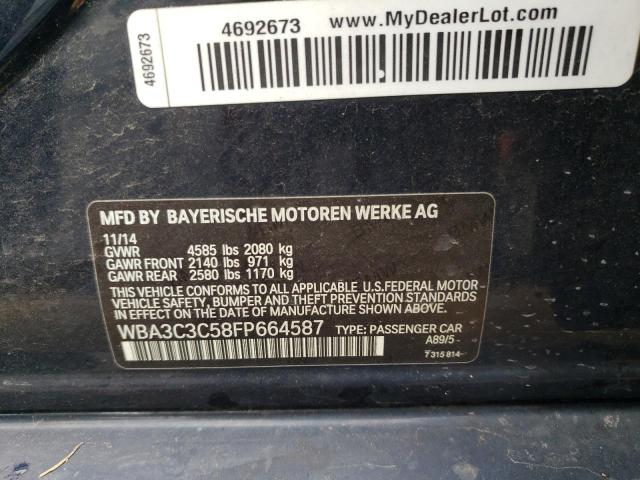 4692673
4692673
www.
MyDealerLot.com
MFD BY BAYERISCHE MOTOREN WERKE AG
11/14
GVWR 4585 lbs 2080 kg
GAWR FRONT 2140 lbs 971 kg
GAWR REAR 2580 lbs 1170 kg
THIS VEHICLE CONFORMS TO ALL APPLICABLE U.S.FEDERAL MOTOR
VEHICLE SAFETY, BUMPER AND THEFT PREVENTION STANDARDS
IN EFFECT ON THE DATE OF MANUFACTURE SHOWN ABOVE.
WBA3C3C58FP664587 TYPE: PASSENGER CAR
A89/5
7 315 814